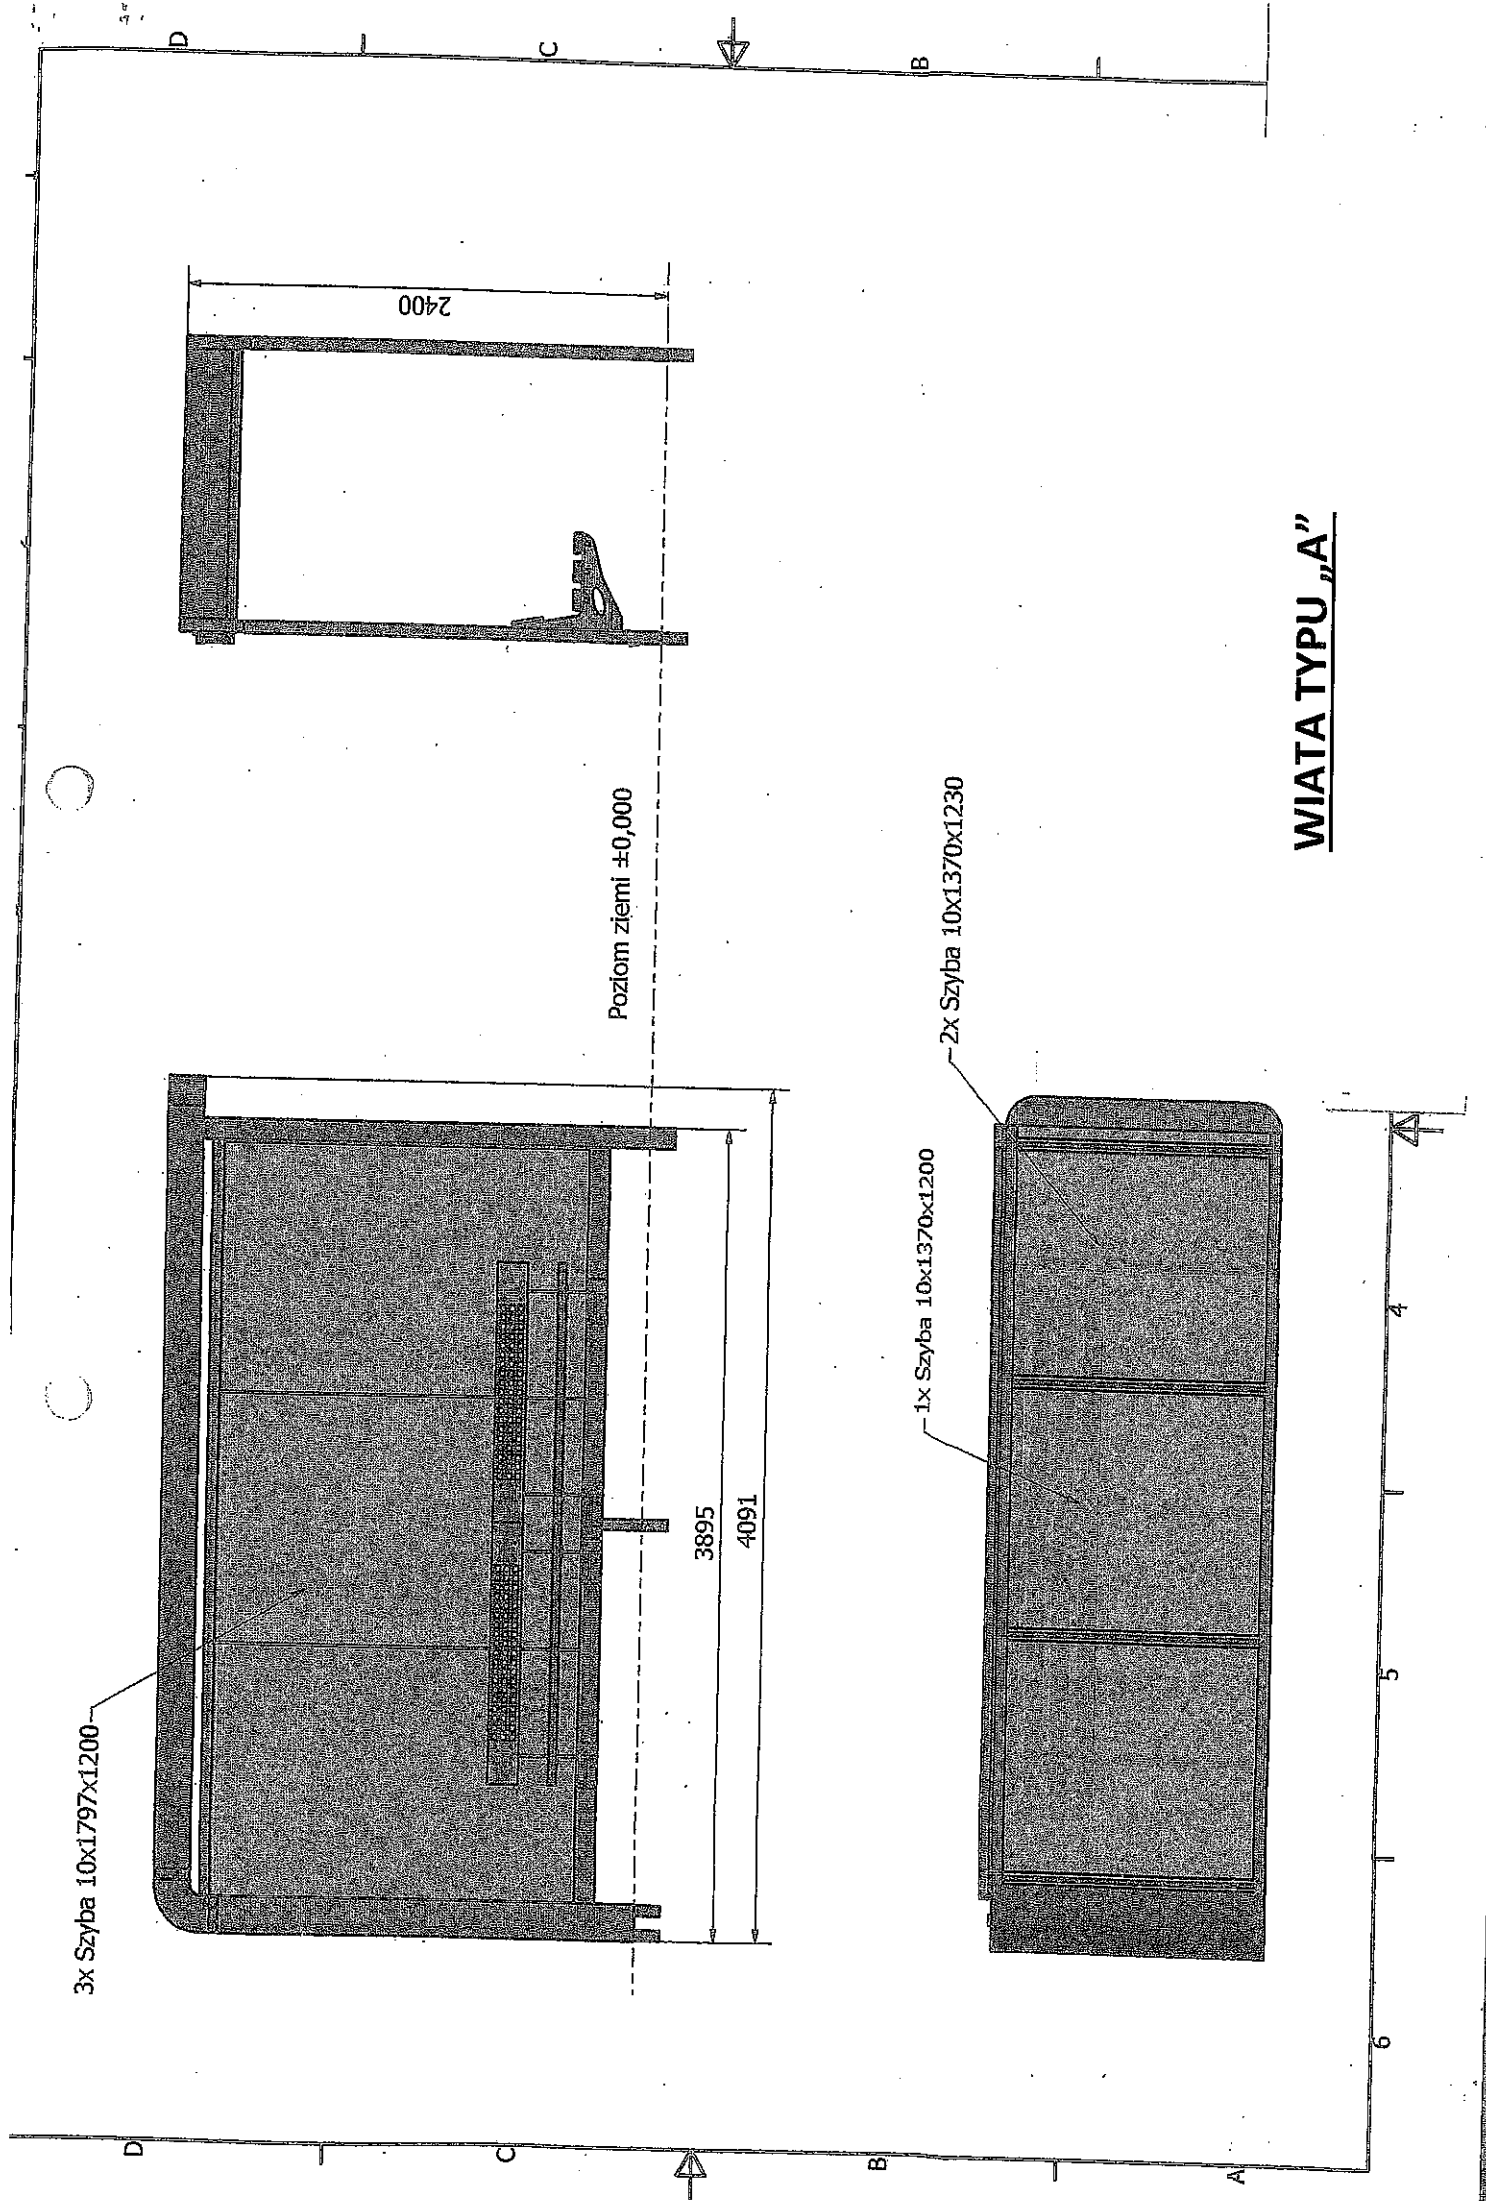 D
C
B
2400
3x Szyba 10x1797x1200
Poziom ziemi ±0,000
3895
4091
1x Szyba 10x1370x1200
2x Szyba 10x1370x1230
WIATA TYPU „A”
D
C
B
A
6
5
4